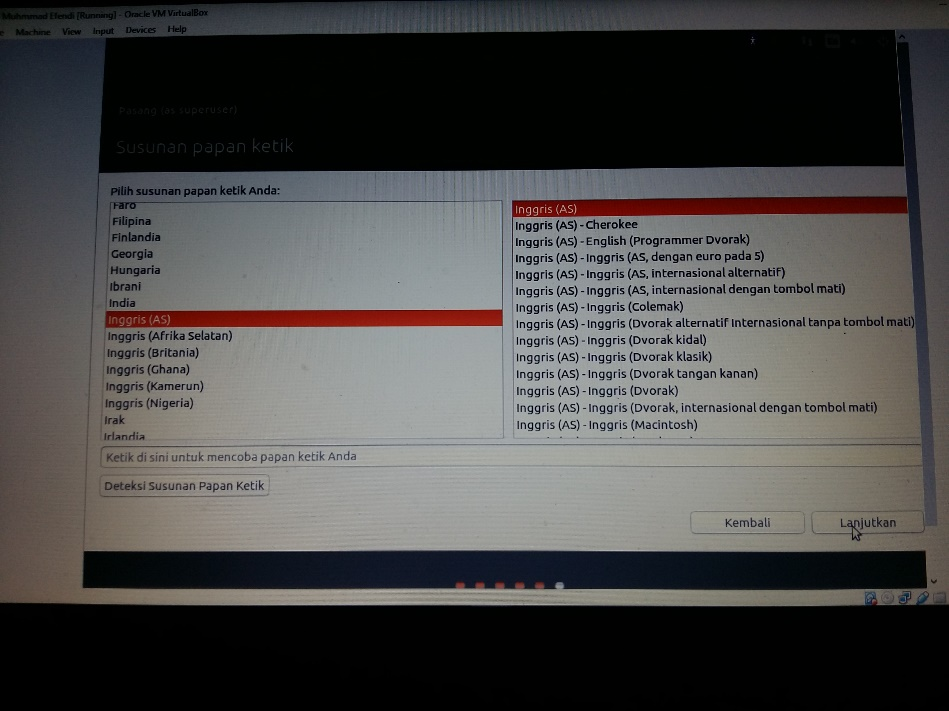 Muhmmad Efendi [Running] - Oracle VM VirtualBox
Machine View Input Devices Help
Pasang (as superuser)
Susunan papan ketik
Pilih susunan papan ketik Anda:
Faro
Filipina
Finlandia
Georgia
Hungaria
Ibrani
India
Inggris (AS)
Inggris (Afrika Selatan)
Inggris (Britania)
Inggris (Ghana)
Inggris (Kamerun)
Inggris (Nigeria)
Irak
Irlandia
Inggris (AS)
Inggris (AS) - Cherokee
Inggris (AS) - English (Programmer Dvorak)
Inggris (AS) - Inggris (AS, dengan euro pada 5)
Inggris (AS) - Inggris (AS, internasional alternatif)
Inggris (AS) - Inggris (AS, internasional dengan tombol mati)
Inggris (AS) - Inggris (Colemak)
Inggris (AS) - Inggris (Dvorak alternatif Internasional tanpa tombol mati)
Inggris (AS) - Inggris (Dvorak kidal)
Inggris (AS) - Inggris (Dvorak klasik)
Inggris (AS) - Inggris (Dvorak tangan kanan)
Inggris (AS) - Inggris (Dvorak)
Inggris (AS) - Inggris (Dvorak, internasional dengan tombol mati)
Inggris (AS) - Inggris (Macintosh)
Ketik di sini untuk mencoba papan ketik Anda
Deteksi Susunan Papan Ketik
Kembali
Lanjutkan